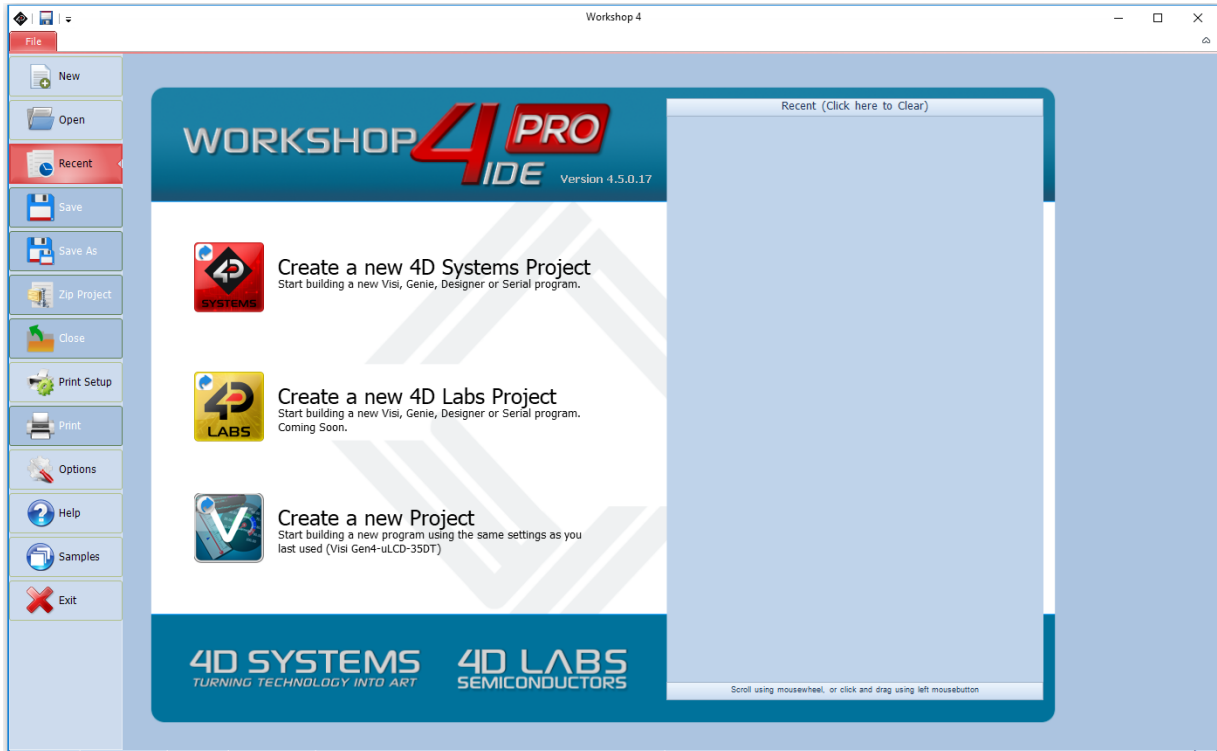 Workshop 4
File
New
Open
Recent
Save
Save As
Zip Project
Close
Print Setup
Print
Options
Help
Samples
Exit
WORKSHOP 4 PRO
IDE Version 4.5.0.17
4D
SYSTEMS
Create a new 4D Systems Project
Start building a new Visi, Genie, Designer or Serial program.
4D
LABS
Create a new 4D Labs Project
Start building a new Visi, Genie, Designer or Serial program.
Coming Soon.
V
Create a new Project
Start building a new program using the same settings as you
last used (Visi Gen4-uLCD-35DT)
4D SYSTEMS
TURNING TECHNOLOGY INTO ART
4D LABS
SEMICONDUCTORS
Recent (Click here to Clear)
Scroll using mousewheel, or click and drag using left mousebutton